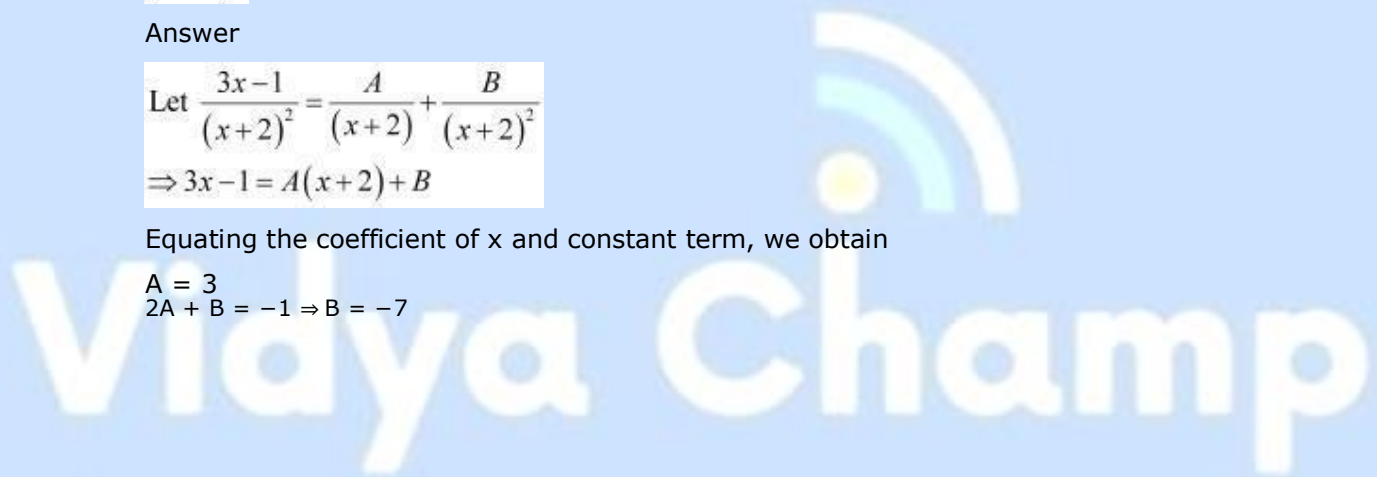 Answer
Let (3x−1)/(x+2)² = A/(x+2) + B/(x+2)²
⇒ 3x−1 = A(x+2)+B
Equating the coefficient of x and constant term, we obtain
A = 3
2A + B = −1 ⇒ B = −7
Vidya Champ